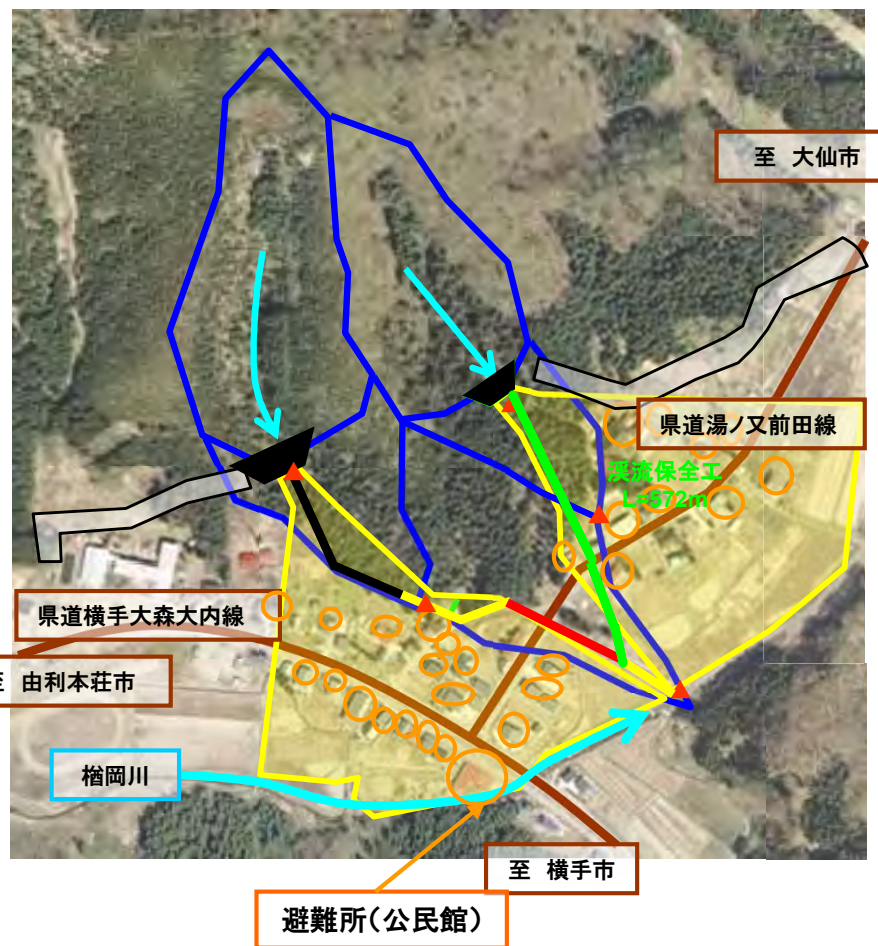 至 大仙市
県道湯ノ又前田線
渓流保全工
L=572m
県道横手大森大内線
至 由利本荘市
楢岡川
至 横手市
避難所(公民館)